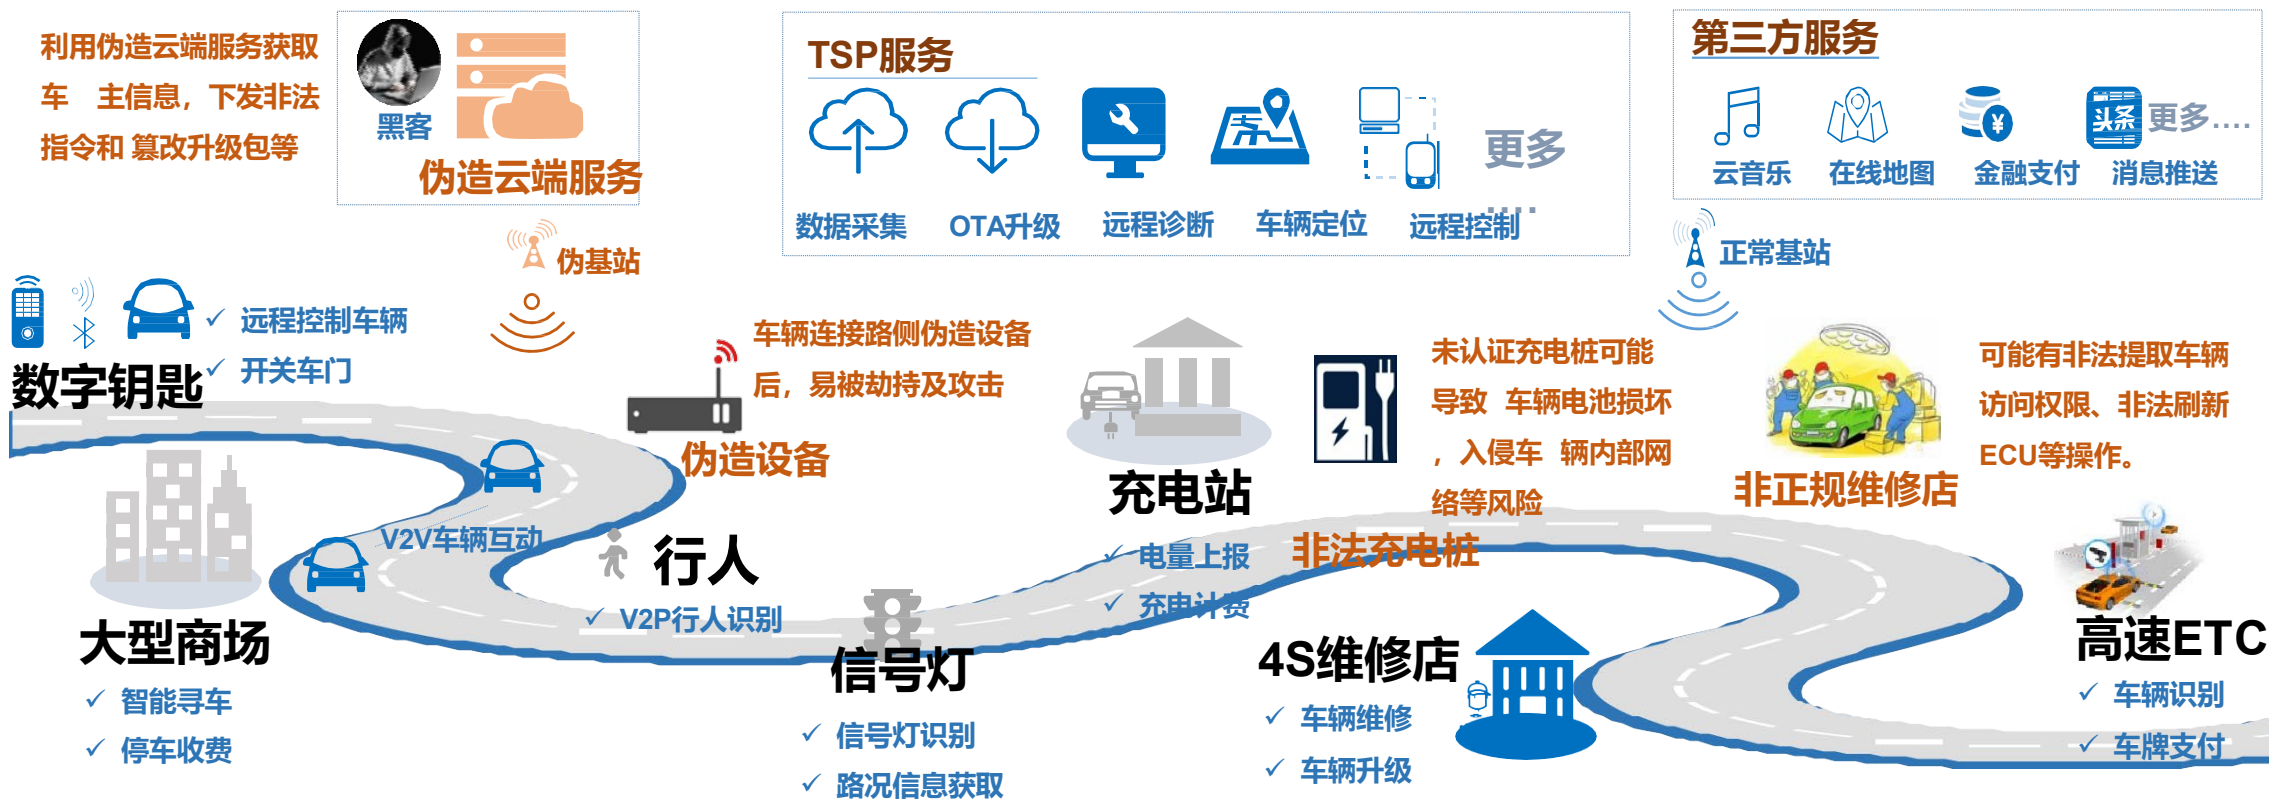 利用伪造云端服务获取
车 主信息，下发非法
指令和 篡改升级包等
黑客
伪造云端服务
TSP服务
更多
....
数据采集
OTA升级
远程诊断
车辆定位
远程控制
第三方服务
头条
更多....
云音乐
在线地图
金融支付
消息推送
伪基站
正常基站
数字钥匙
✓ 远程控制车辆
✓ 开关车门
车辆连接路侧伪造设备
后，易被劫持及攻击
伪造设备
未认证充电桩可能
导致 车辆电池损坏
，入侵车 辆内部网
络等风险
非法充电桩
可能有非法提取车辆
访问权限、非法刷新
ECU等操作。
非正规维修店
充电站
✓ 电量上报
✓ 充电计费
V2V车辆互动
行人
✓ V2P行人识别
大型商场
✓ 智能寻车
✓ 停车收费
信号灯
✓ 信号灯识别
✓ 路况信息获取
4S维修店
✓ 车辆维修
✓ 车辆升级
高速ETC
✓ 车辆识别
✓ 车牌支付